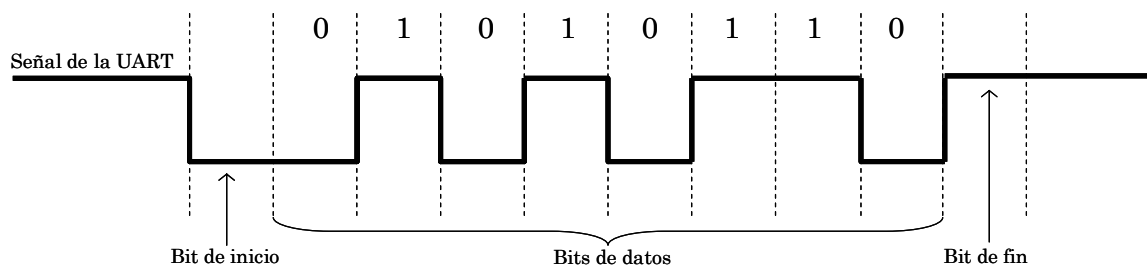 0 1 0 1 0 1 1 0
Señal de la UART
Bit de inicio
Bits de datos
Bit de fin